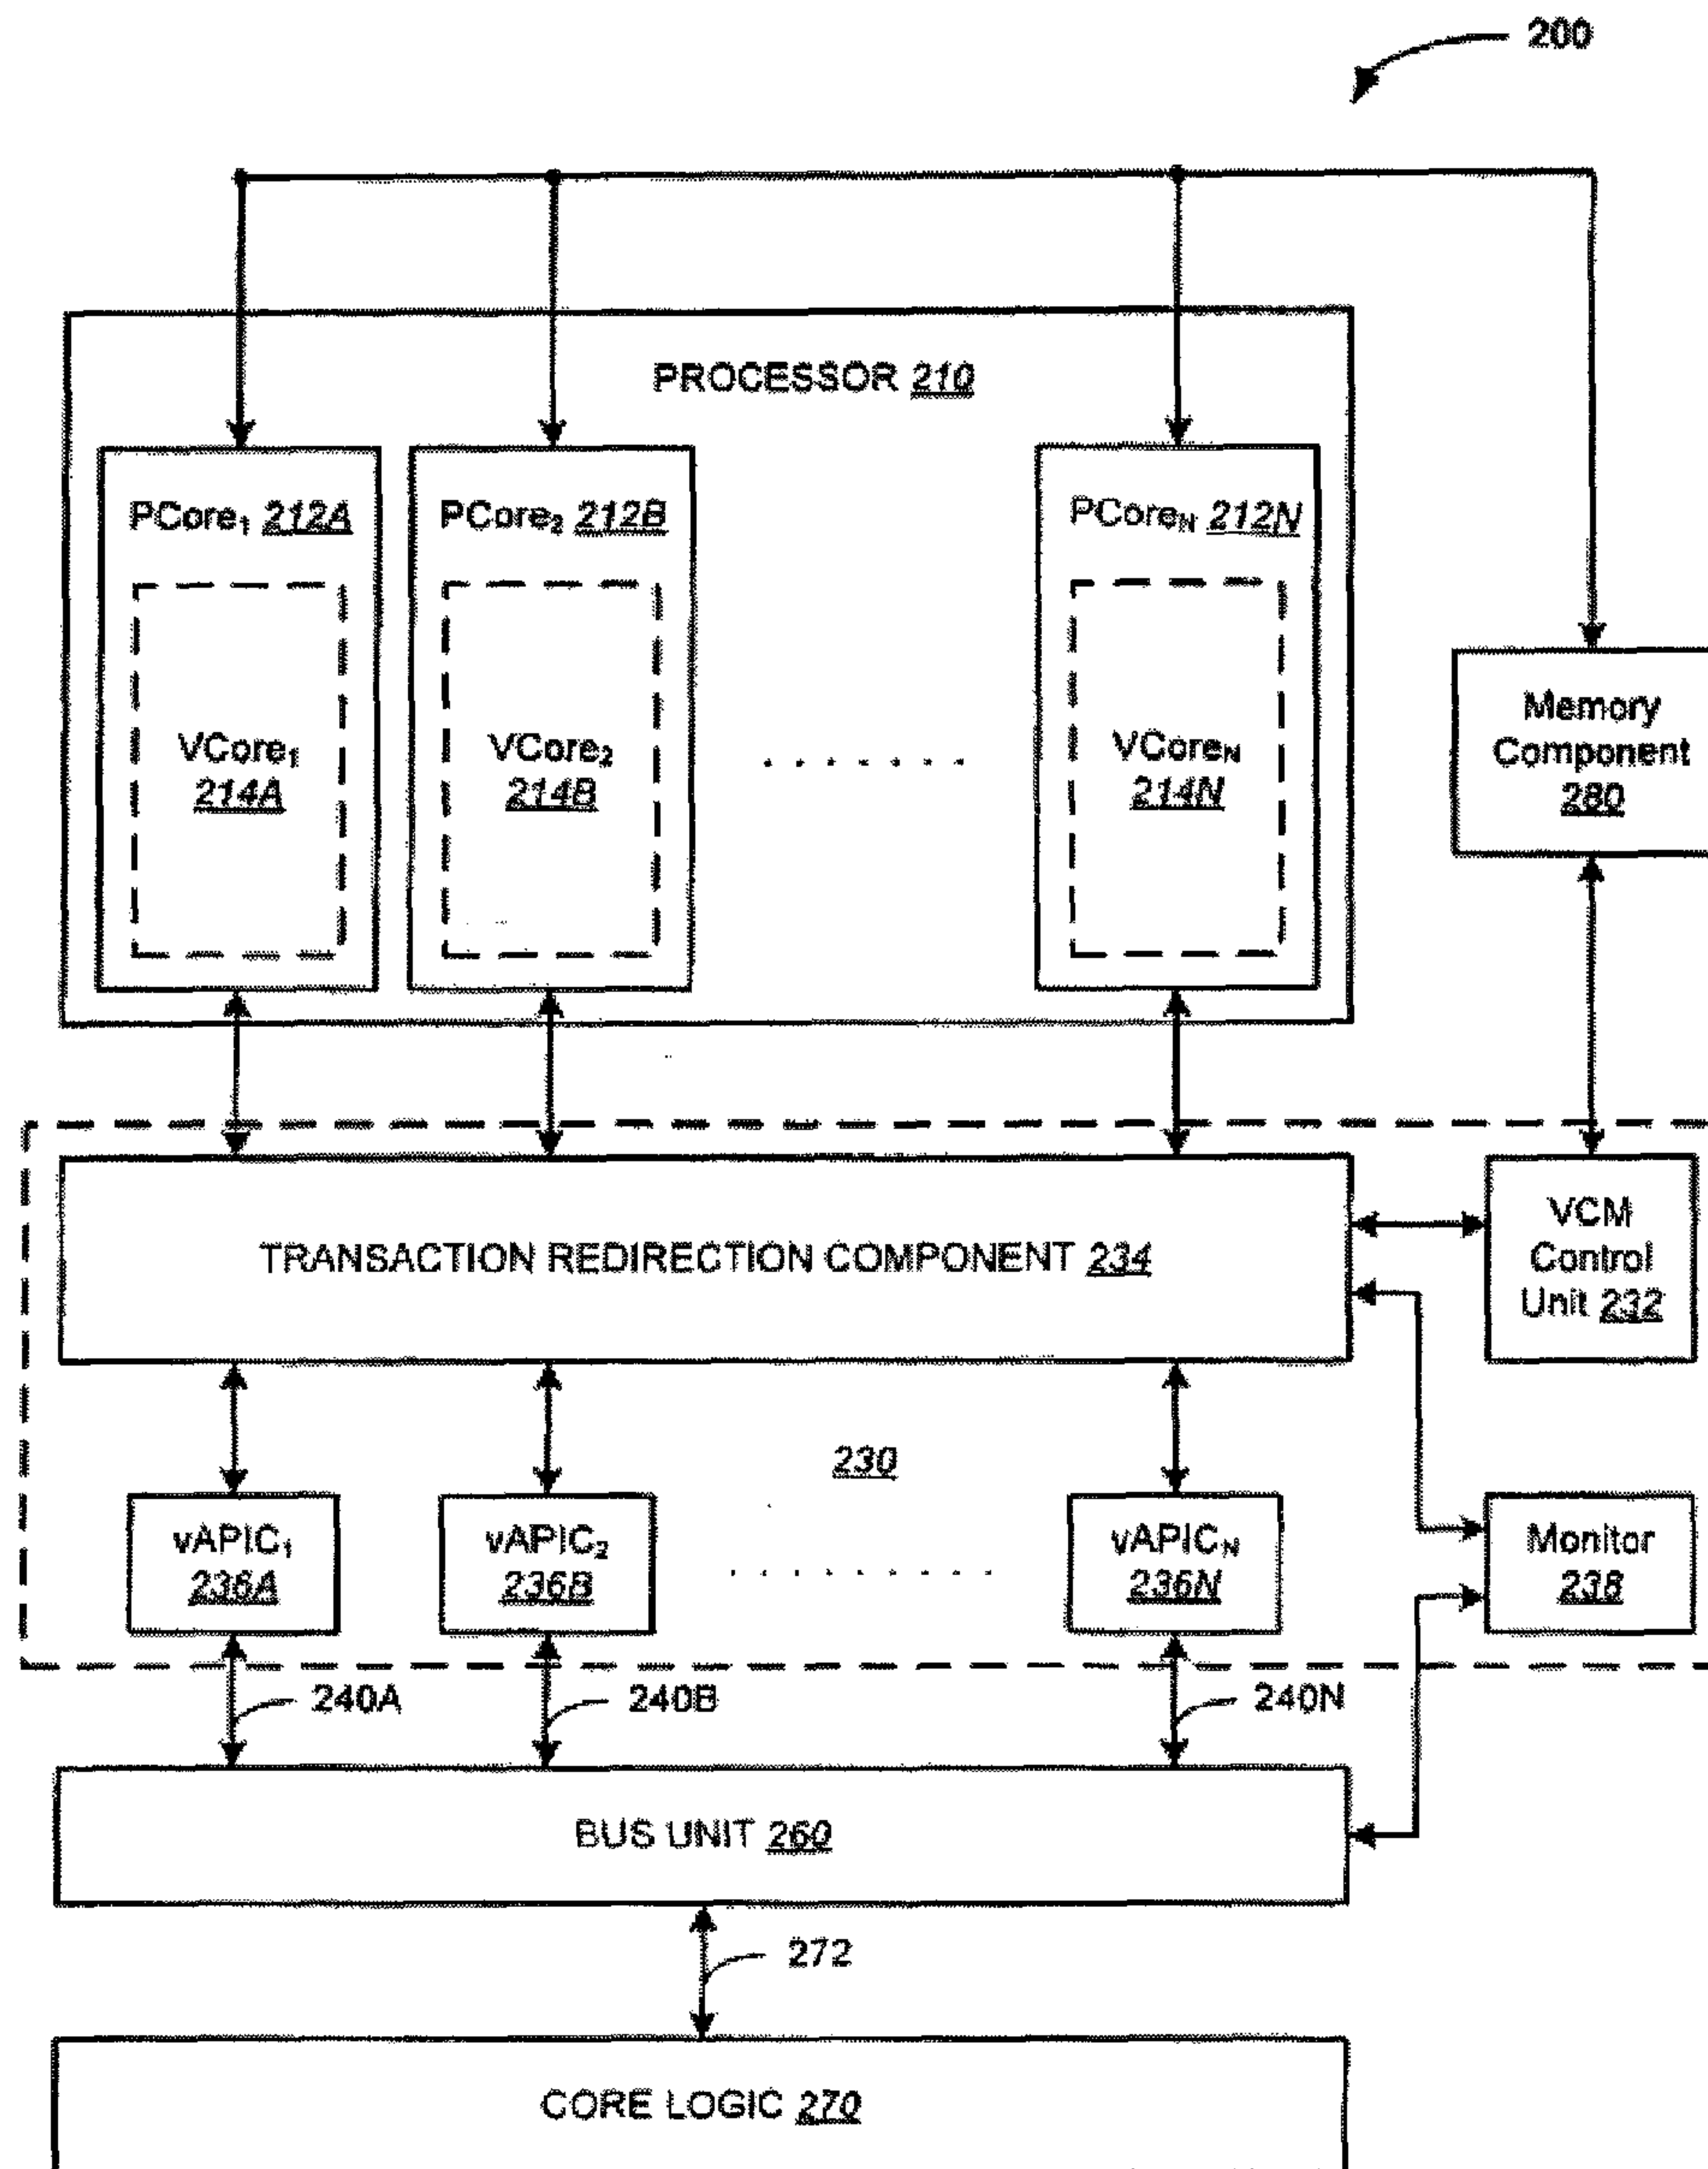 200
PROCESSOR 210
PCore₁ 212A
PCore₂ 212B
PCoreN 212N
VCore₁
214A
VCore₂
214B
VCoreN
214N
Memory
Component
280
TRANSACTION REDIRECTION COMPONENT 234
VCM
Control
Unit 232
230
vAPIC₁
236A
vAPIC₂
236B
vAPICN
236N
Monitor
238
240A
240B
240N
BUS UNIT 260
272
CORE LOGIC 270